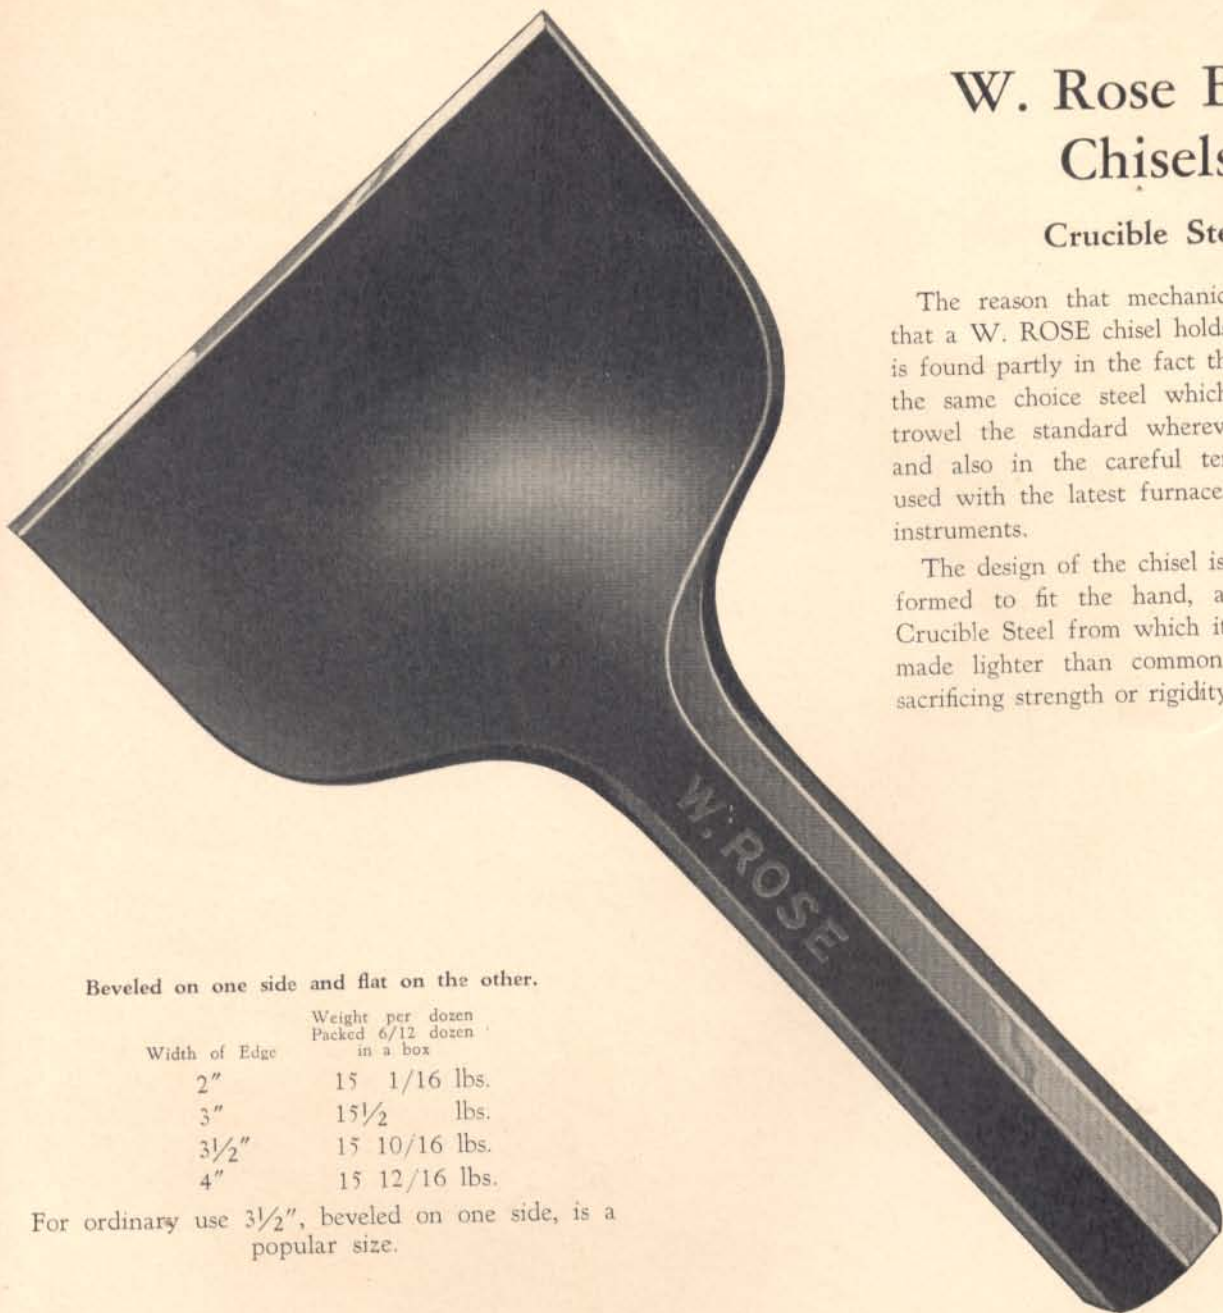 W. Rose B
Chisels
Crucible Ste
The reason that mechanic
that a W. ROSE chisel holds
is found partly in the fact th
the same choice steel which
trowel the standard wherev
and also in the careful ter
used with the latest furnace
instruments.
The design of the chisel is
formed to fit the hand, a
Crucible Steel from which it
made lighter than common
sacrificing strength or rigidity
W. ROSE
Beveled on one side and flat on the other.
Weight per dozen
Packed 6/12 dozen
Width of Edge in a box
2" 15 1/16 lbs.
3" 15½ lbs.
3½" 15 10/16 lbs.
4" 15 12/16 lbs.
For ordinary use 3½", beveled on one side, is a
popular size.